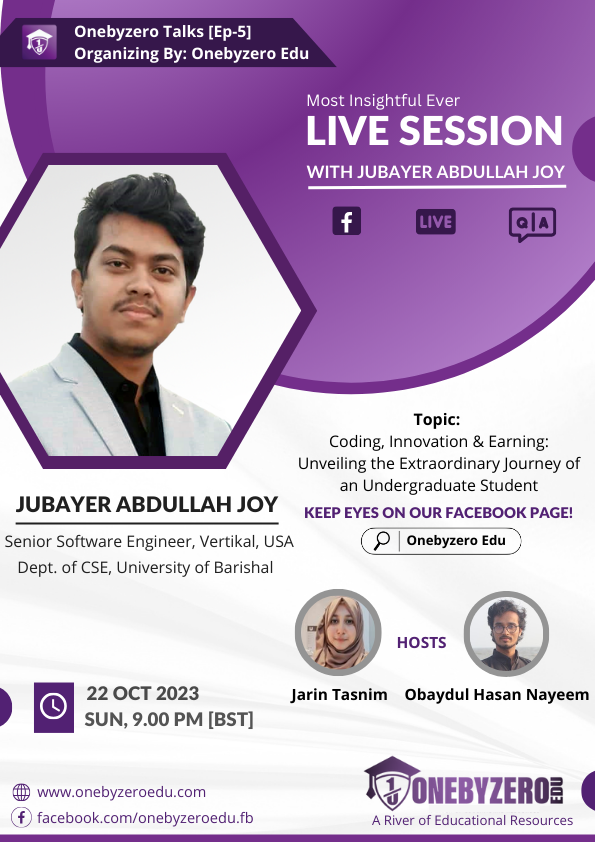 Onebyzero Talks [Ep-5]
Organizing By: Onebyzero Edu
Most Insightful Ever
LIVE SESSION
WITH JUBAYER ABDULLAH JOY
LIVE
Q|A
Topic:
Coding, Innovation & Earning:
Unveiling the Extraordinary Journey of
an Undergraduate Student
KEEP EYES ON OUR FACEBOOK PAGE!
Onebyzero Edu
JUBAYER ABDULLAH JOY
Senior Software Engineer, Vertikal, USA
Dept. of CSE, University of Barishal
HOSTS
Jarin Tasnim
Obaydul Hasan Nayeem
22 OCT 2023
SUN, 9.00 PM [BST]
www.onebyzeroedu.com
facebook.com/onebyzeroedu.fb
ONEBYZERO EDU
A River of Educational Resources